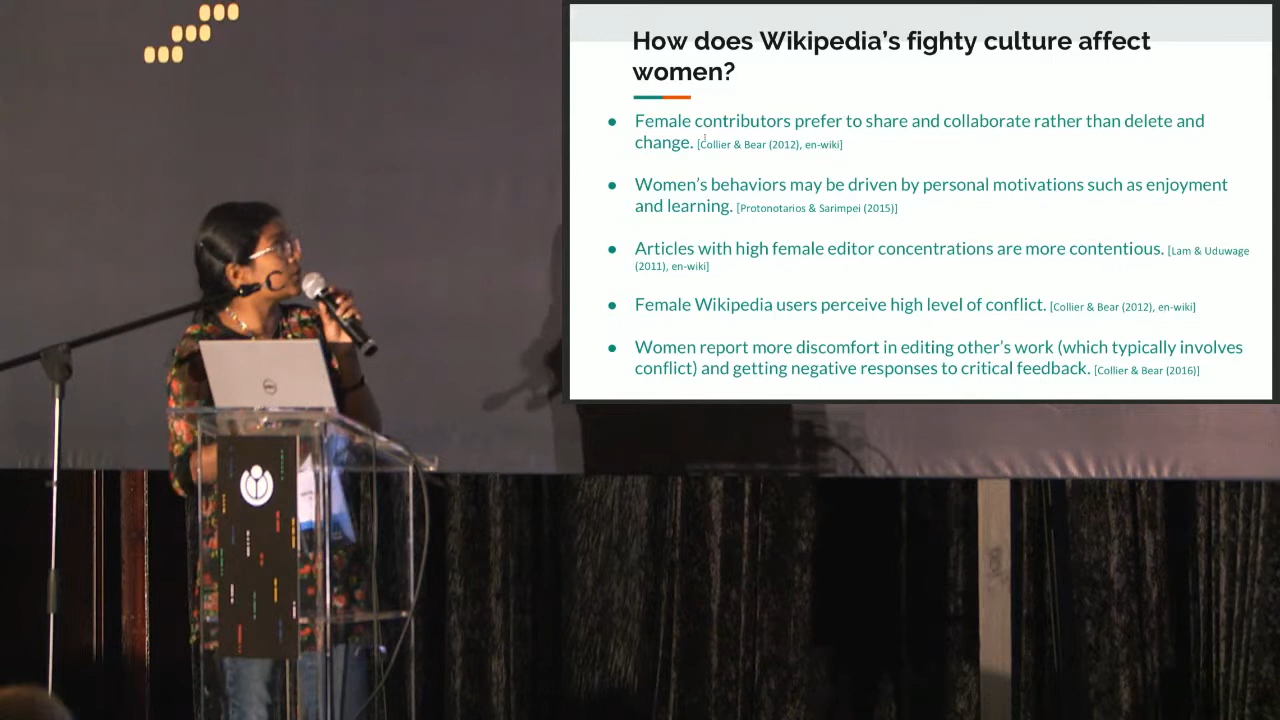 How does Wikipedia’s fighty culture affect
women?
● Female contributors prefer to share and collaborate rather than delete and
change. [Collier & Bear (2012), en-wiki]
● Women’s behaviors may be driven by personal motivations such as enjoyment
and learning. [Protonotarios & Sarimpei (2015)]
● Articles with high female editor concentrations are more contentious. [Lam & Uduwage
(2011), en-wiki]
● Female Wikipedia users perceive high level of conflict. [Collier & Bear (2012), en-wiki]
● Women report more discomfort in editing other’s work (which typically involves
conflict) and getting negative responses to critical feedback. [Collier & Bear (2016)]
DELL